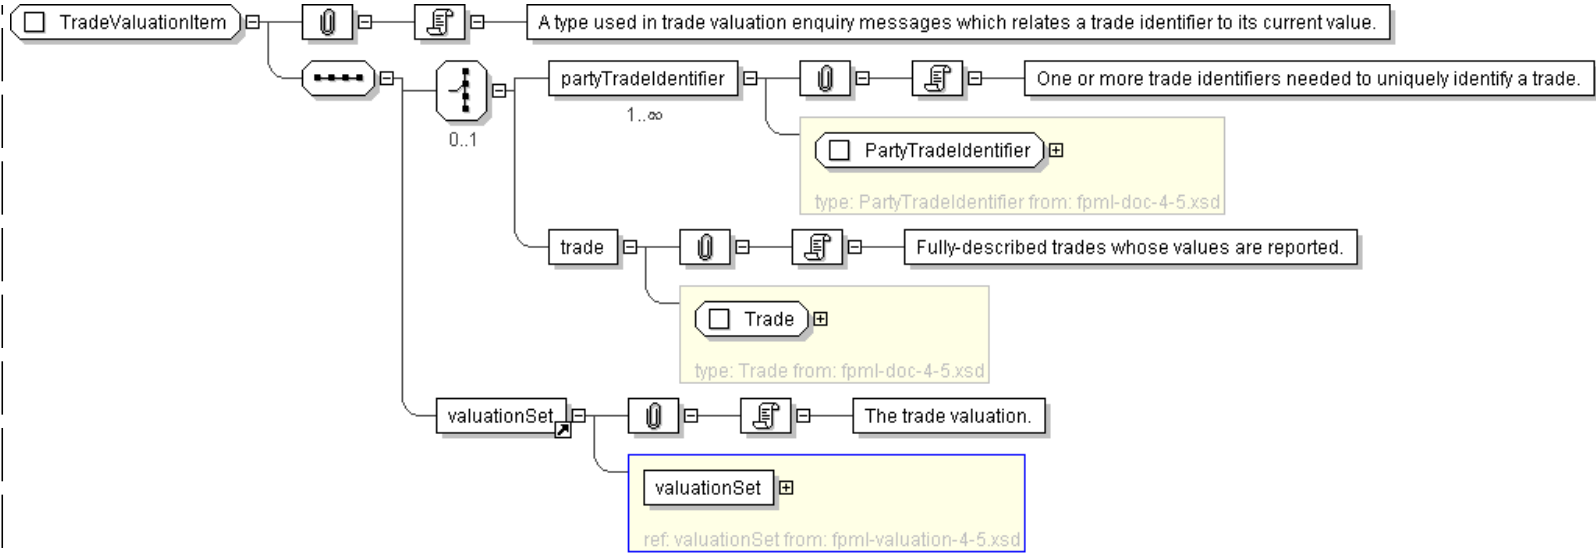 TradeValuationItem
A type used in trade valuation enquiry messages which relates a trade identifier to its current value.
partyTradeIdentifier
One or more trade identifiers needed to uniquely identify a trade.
0..1
1..∞
PartyTradeIdentifier
type: PartyTradeIdentifier from: fpml-doc-4-5.xsd
trade
Fully-described trades whose values are reported.
Trade
type: Trade from: fpml-doc-4-5.xsd
valuationSet
The trade valuation.
valuationSet
ref: valuationSet from: fpml-valuation-4-5.xsd